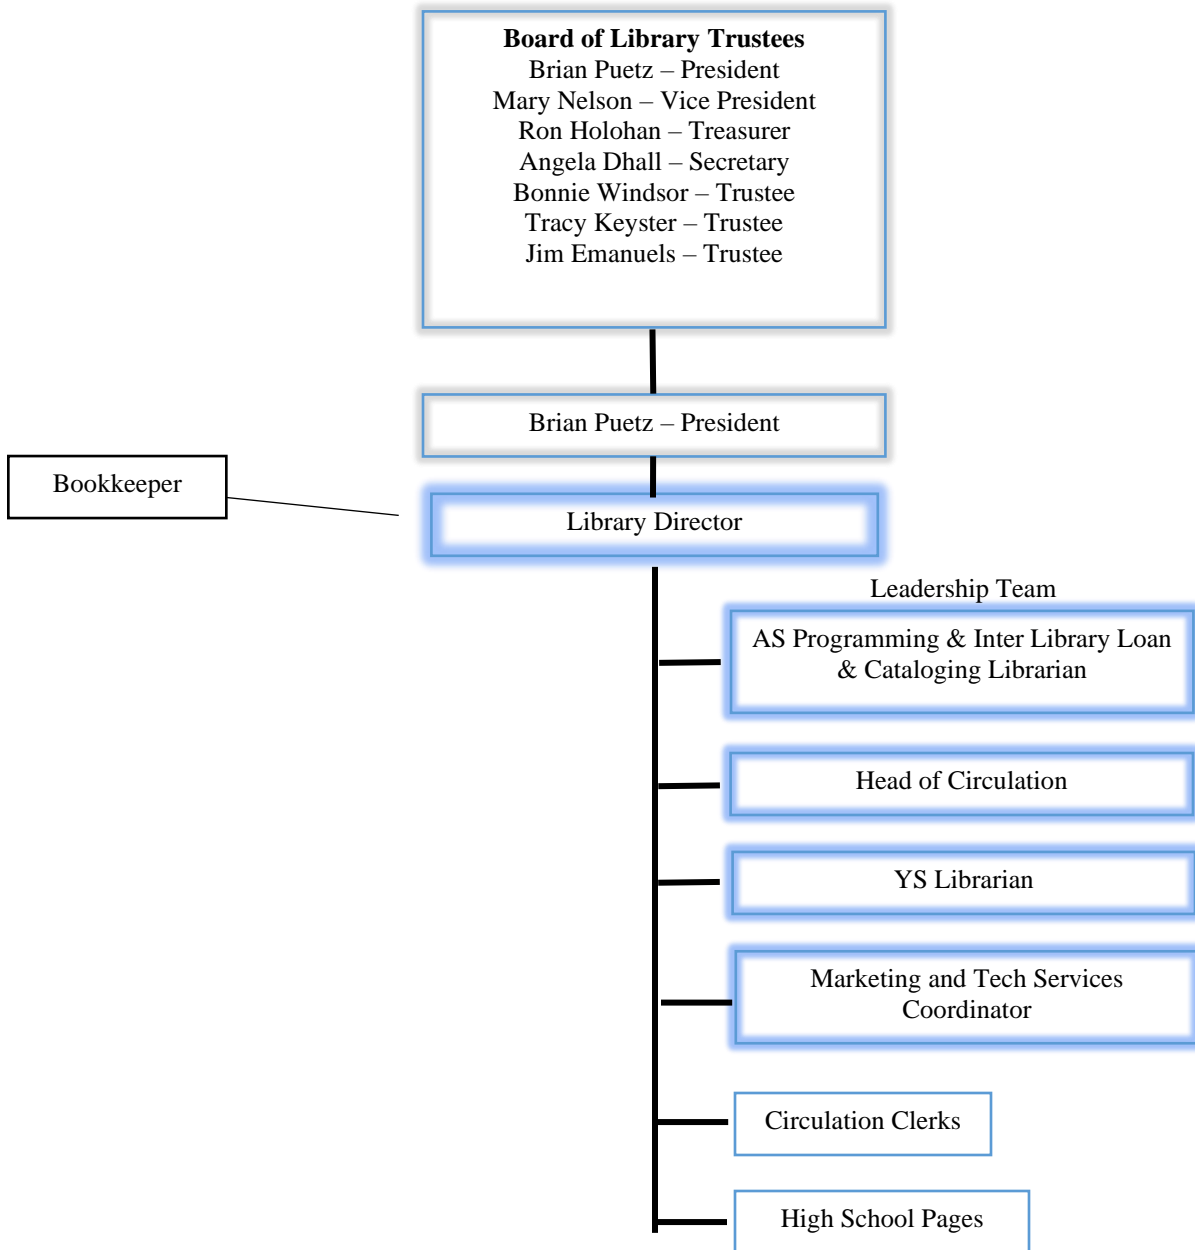 Board of Library Trustees
Brian Puetz – President
Mary Nelson – Vice President
Ron Holohan – Treasurer
Angela Dhall – Secretary
Bonnie Windsor – Trustee
Tracy Keyster – Trustee
Jim Emanuels – Trustee
Brian Puetz – President
Bookkeeper
Library Director
Leadership Team
AS Programming & Inter Library Loan
& Cataloging Librarian
Head of Circulation
YS Librarian
Marketing and Tech Services
Coordinator
Circulation Clerks
High School Pages